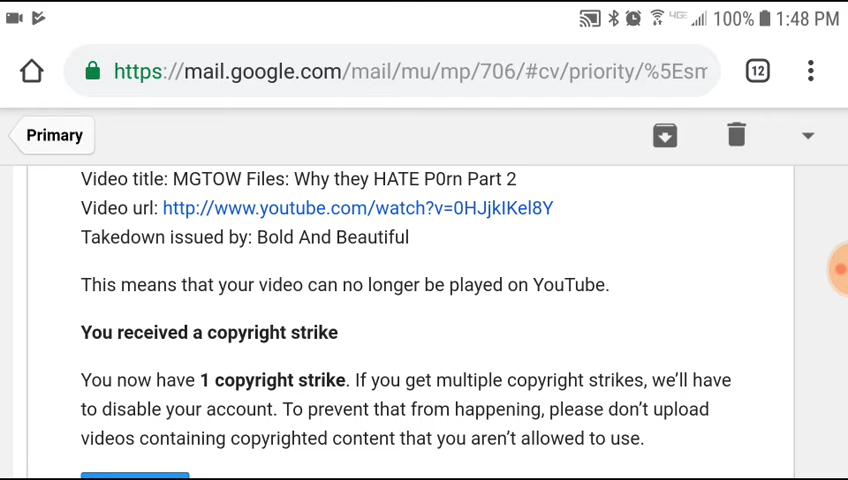 4GE 100% 1:48 PM
https://mail.google.com/mail/mu/mp/706/#cv/priority/%5Esm
12
Primary
Video title: MGTOW Files: Why they HATE P0rn Part 2
Video url: http://www.youtube.com/watch?v=0HJjkIKel8Y
Takedown issued by: Bold And Beautiful
This means that your video can no longer be played on YouTube.
You received a copyright strike
You now have 1 copyright strike. If you get multiple copyright strikes, we’ll have
to disable your account. To prevent that from happening, please don’t upload
videos containing copyrighted content that you aren’t allowed to use.